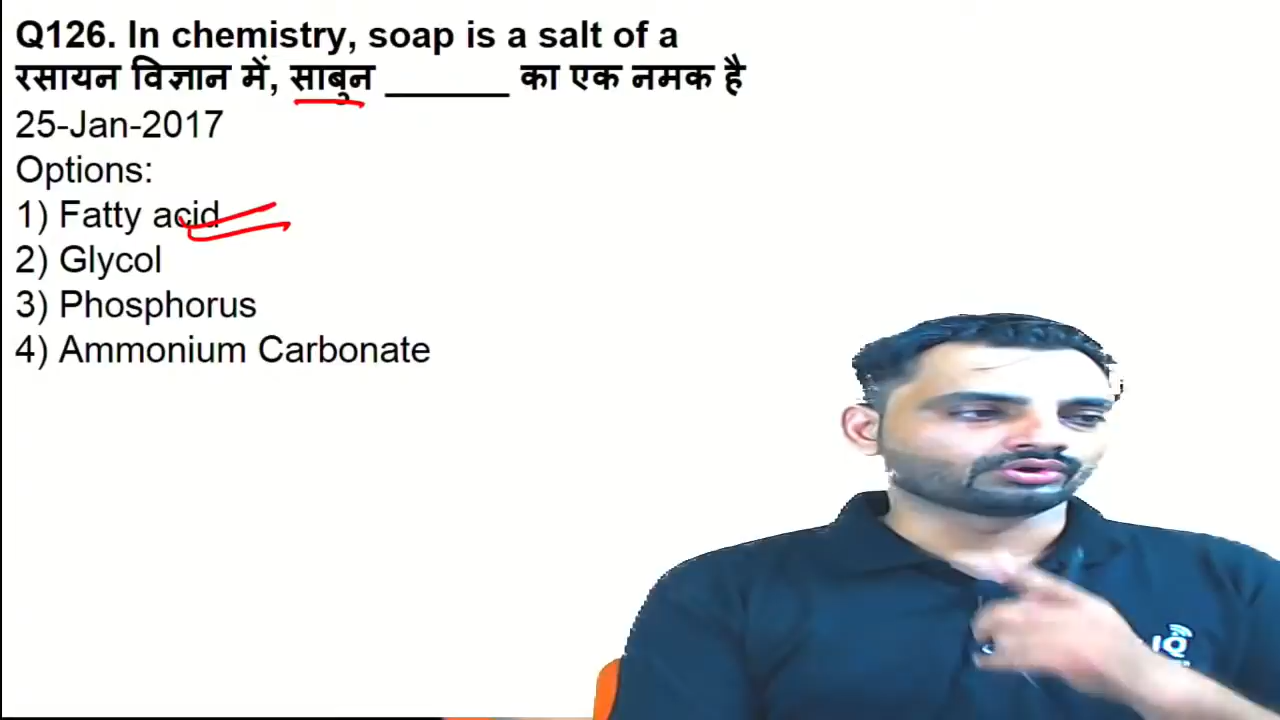 Q126. In chemistry, soap is a salt of a
रसायन विज्ञान में, साबुन _______ का एक नमक है
25-Jan-2017
Options:
1) Fatty acid
2) Glycol
3) Phosphorus
4) Ammonium Carbonate